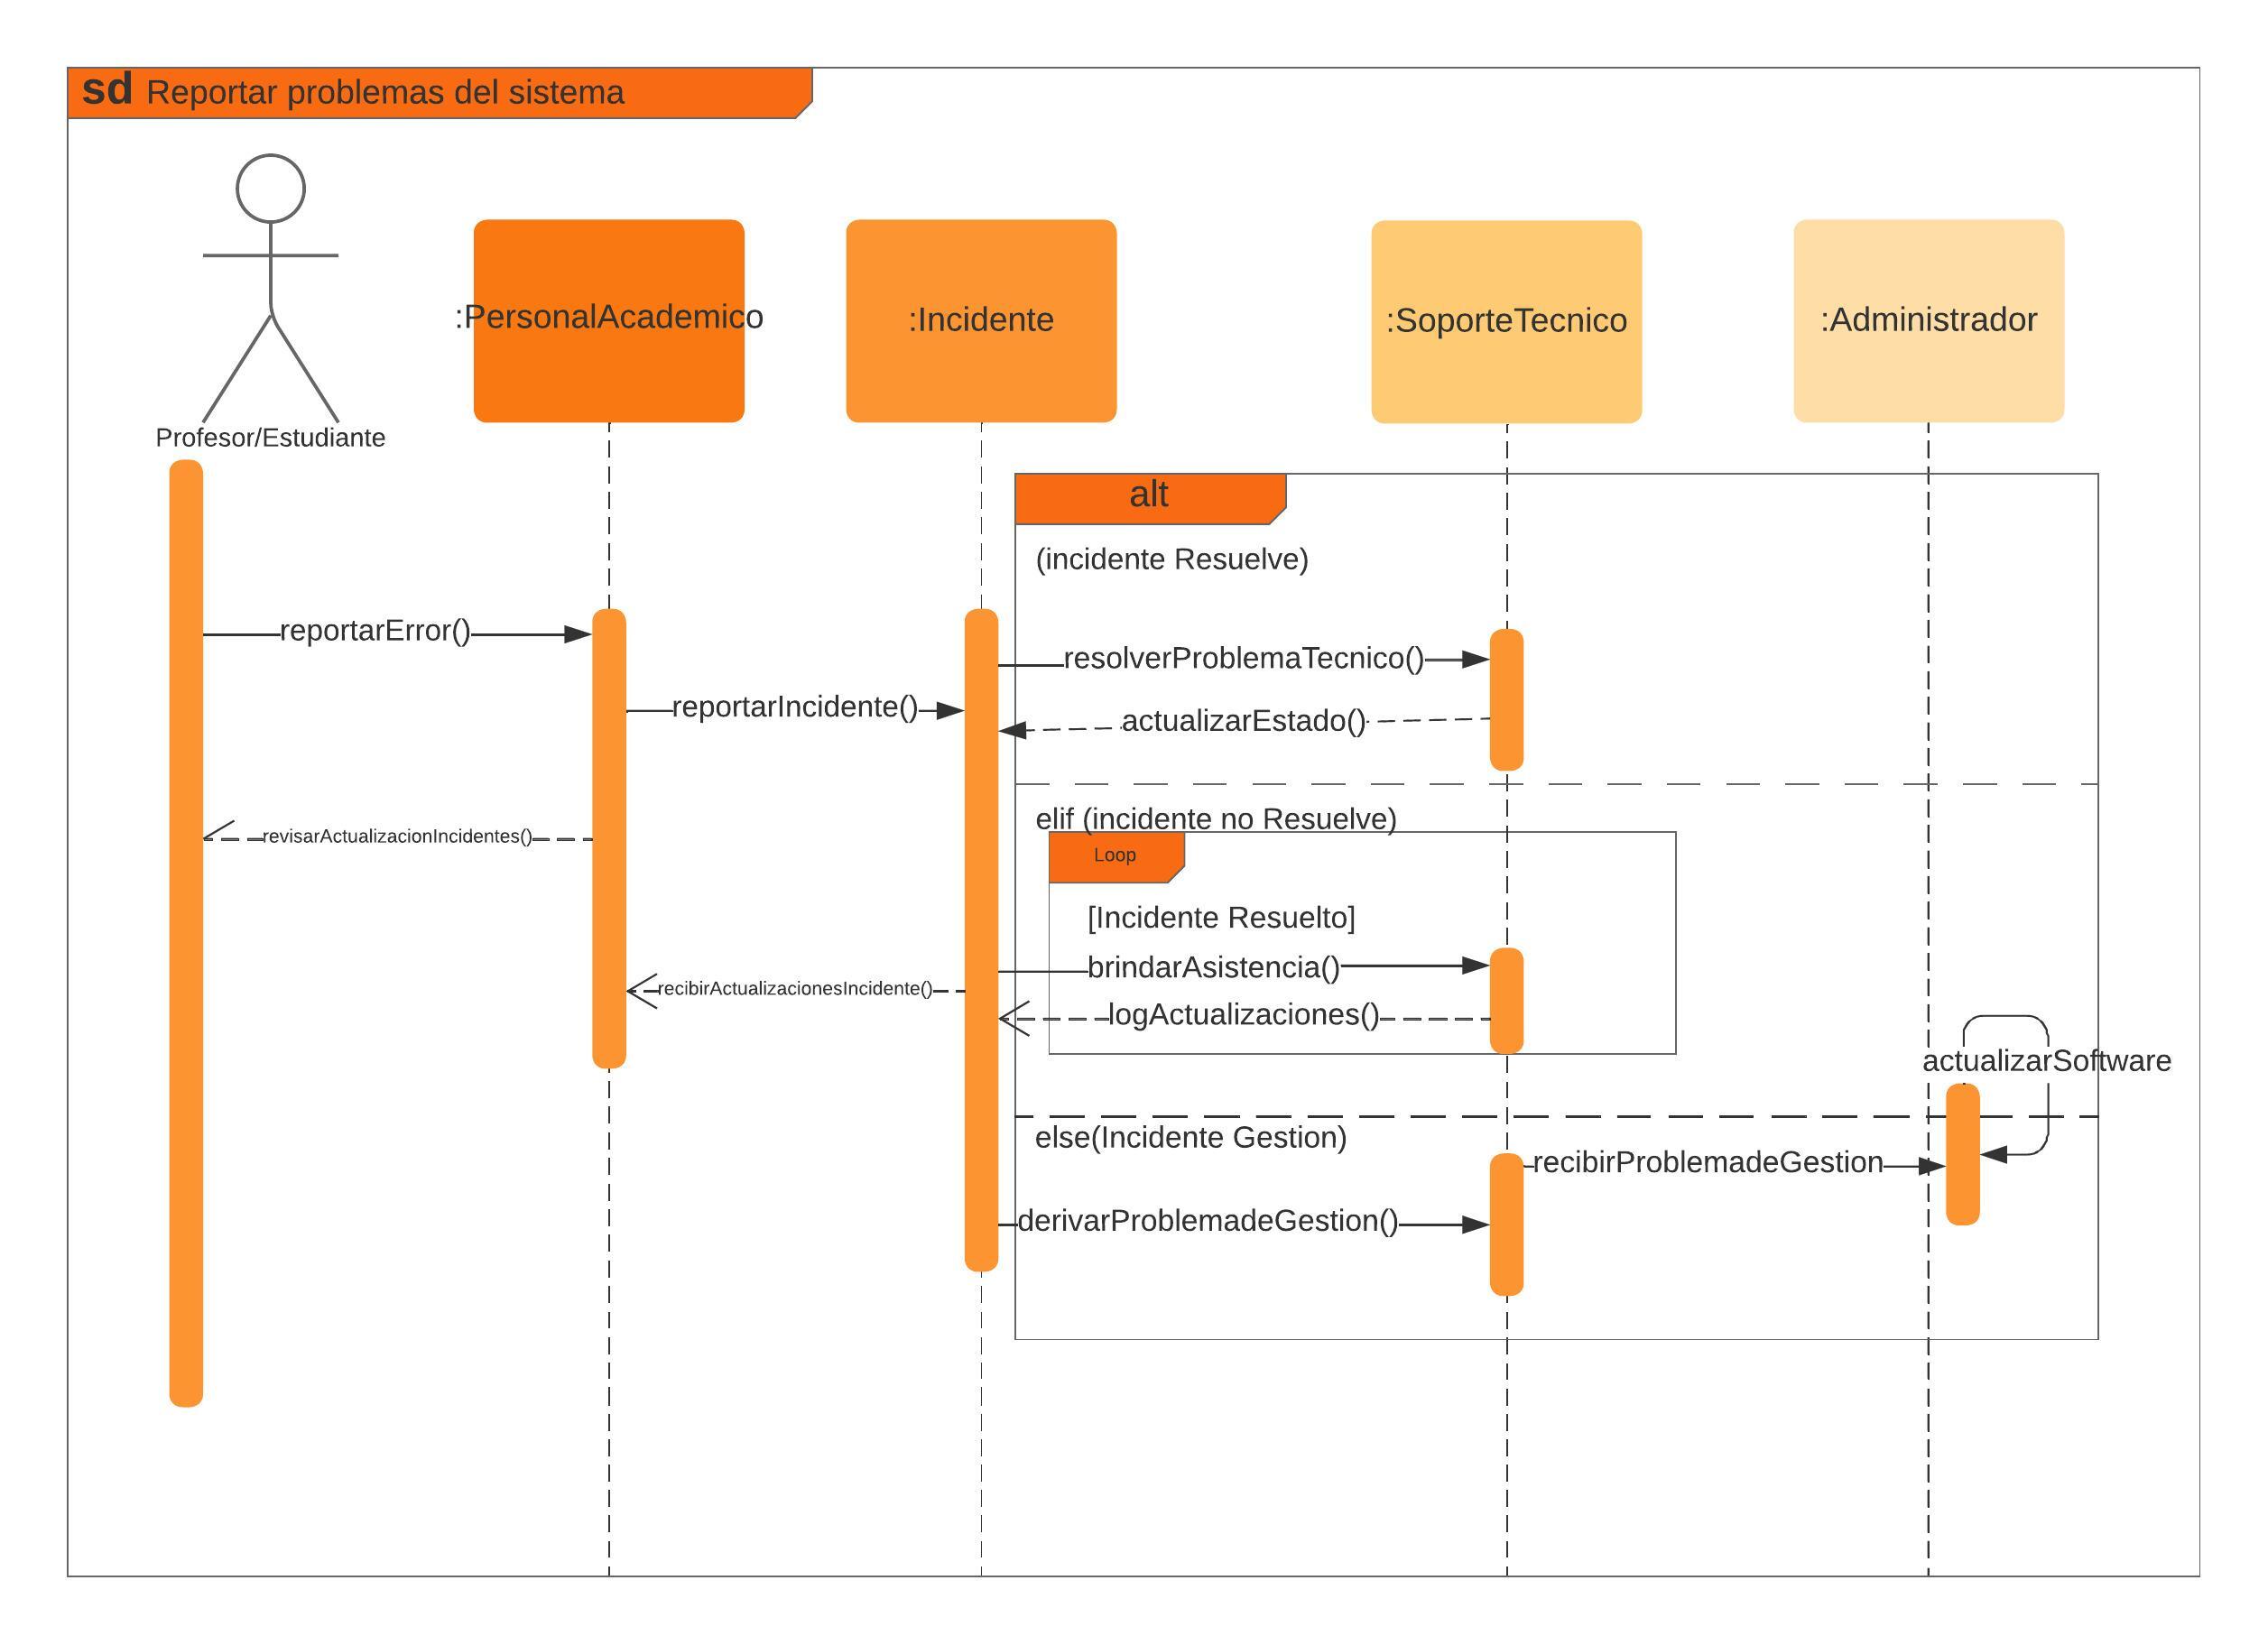 sd Reportar problemas del sistema
Profesor/Estudiante
:PersonalAcademico
:Incidente
:SoporteTecnico
:Administrador
alt
(incidente Resuelve)
reportarError()
resolverProblemaTecnico()
reportarIncidente()
actualizarEstado()
elif (incidente no Resuelve)
revisarActualizacionIncidentes()
Loop
[Incidente Resuelto]
brindarAsistencia()
recibirActualizacionesIncidente()
logActualizaciones()
actualizarSoftware
else(Incidente Gestion)
recibirProblemadeGestion
derivarProblemadeGestion()